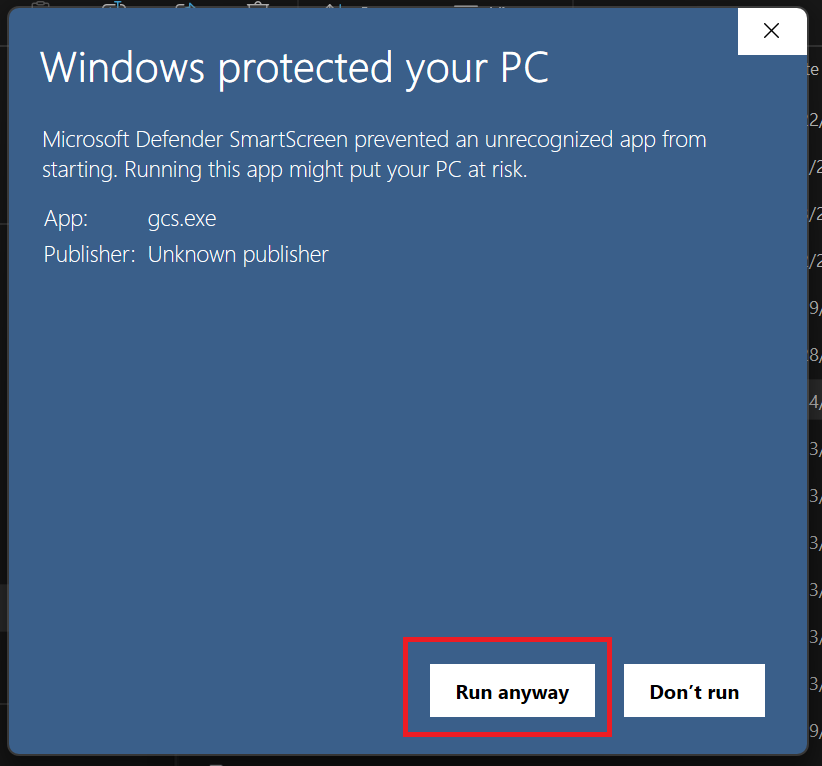 Windows protected your PC
Microsoft Defender SmartScreen prevented an unrecognized app from
starting. Running this app might put your PC at risk.
App: gcs.exe
Publisher: Unknown publisher
Run anyway
Don’t run